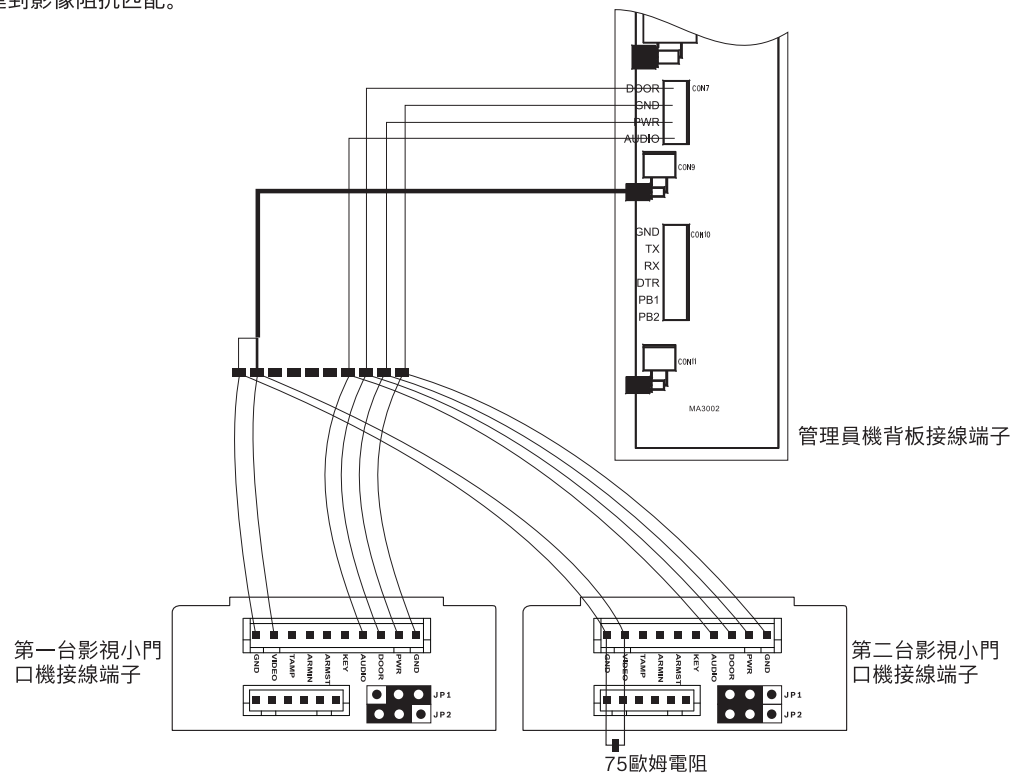 達到影像阻抗匹配。
DOOR
GND
PWR
AUDIO
CON7
CON9
GND
TX
RX
DTR
PB1
PB2
CON10
CON11
MA3002
管理員機背板接線端子
第一台影視小門
口機接線端子
GND
VIDEO
TAMP
ARMIN
ARMST
KEY
AUDIO
DOOR
PWR
GND
JP1
JP2
第二台影視小門
口機接線端子
GND
VIDEO
TAMP
ARMIN
ARMST
KEY
AUDIO
DOOR
PWR
GND
JP1
JP2
75歐姆電阻